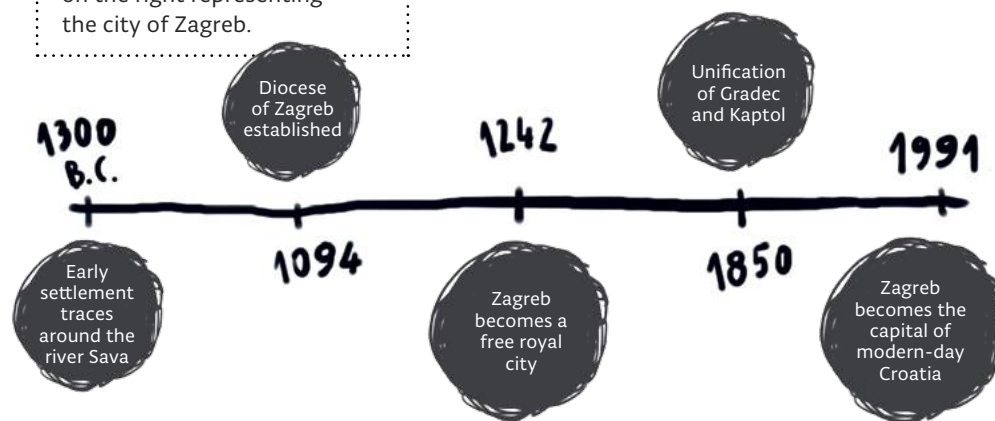 on the right representing
the city of Zagreb.
1300
B.C.
Early
settlement
traces
around the
river Sava
Diocese
of Zagreb
established
1094
1242
Zagreb
becomes a
free royal
city
Unification
of Gradec
and Kaptol
1850
1991
Zagreb
becomes the
capital of
modern-day
Croatia